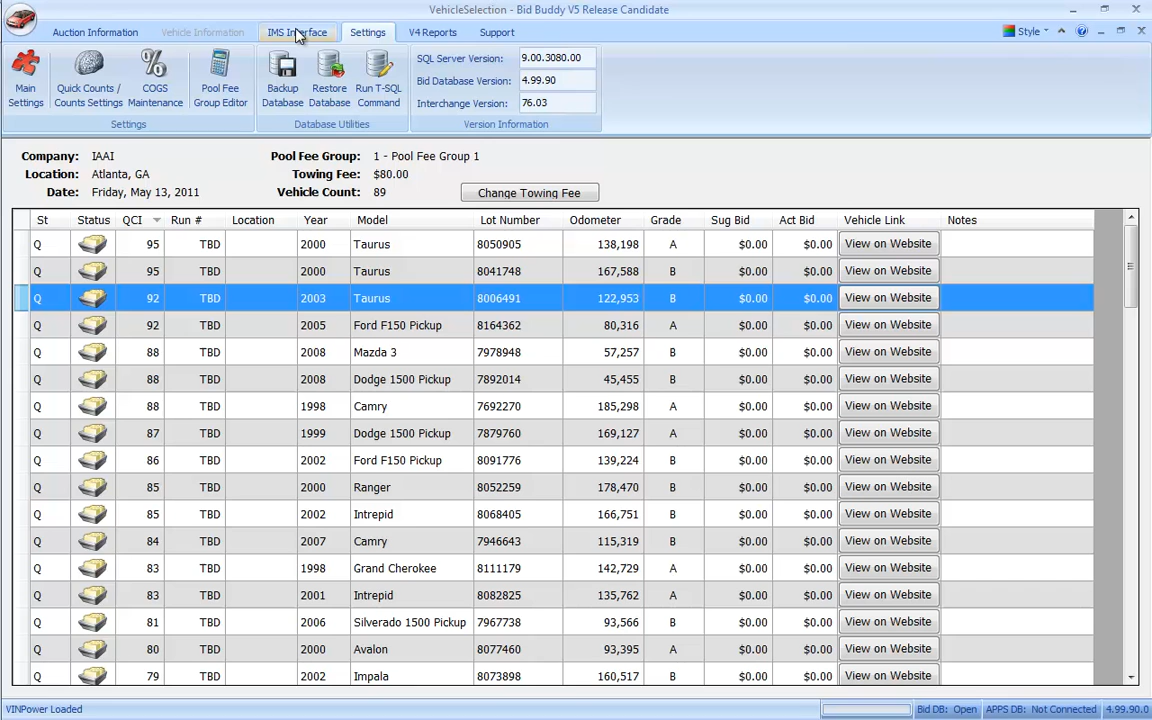 VehicleSelection - Bid Buddy V5 Release Candidate
Auction Information Vehicle Information IMS Interface Settings V4 Reports Support Style
Main Settings Quick Counts / Counts Settings COGS Maintenance Pool Fee Group Editor Backup Database Restore Database Run T-SQL Command
SQL Server Version: 9.00.3080.00
Bid Database Version: 4.99.90
Interchange Version: 76.03
Settings Database Utilities Version Information
Company: IAAI Pool Fee Group: 1 - Pool Fee Group 1
Location: Atlanta, GA Towing Fee: $80.00
Date: Friday, May 13, 2011 Vehicle Count: 89 Change Towing Fee
St Status QCI Run # Location Year Model Lot Number Odometer Grade Sug Bid Act Bid Vehicle Link Notes
Q 95 TBD 2000 Taurus 8050905 138,198 A $0.00 $0.00 View on Website
Q 95 TBD 2000 Taurus 8041748 167,588 B $0.00 $0.00 View on Website
Q 92 TBD 2003 Taurus 8006491 122,953 B $0.00 $0.00 View on Website
Q 92 TBD 2005 Ford F150 Pickup 8164362 80,316 A $0.00 $0.00 View on Website
Q 88 TBD 2008 Mazda 3 7978948 57,257 B $0.00 $0.00 View on Website
Q 88 TBD 2008 Dodge 1500 Pickup 7892014 45,455 B $0.00 $0.00 View on Website
Q 88 TBD 1998 Camry 7692270 185,298 A $0.00 $0.00 View on Website
Q 87 TBD 1999 Dodge 1500 Pickup 7879760 169,127 A $0.00 $0.00 View on Website
Q 86 TBD 2002 Ford F150 Pickup 8091776 139,224 B $0.00 $0.00 View on Website
Q 85 TBD 2000 Ranger 8052259 178,470 B $0.00 $0.00 View on Website
Q 85 TBD 2002 Intrepid 8068405 166,751 B $0.00 $0.00 View on Website
Q 84 TBD 2007 Camry 7946643 115,319 B $0.00 $0.00 View on Website
Q 83 TBD 1998 Grand Cherokee 8111179 142,729 A $0.00 $0.00 View on Website
Q 83 TBD 2001 Intrepid 8082825 135,762 A $0.00 $0.00 View on Website
Q 81 TBD 2006 Silverado 1500 Pickup 7967738 93,566 B $0.00 $0.00 View on Website
Q 80 TBD 2000 Avalon 8077460 93,395 A $0.00 $0.00 View on Website
Q 79 TBD 2002 Impala 8073898 160,517 B $0.00 $0.00 View on Website
VINPower Loaded Bid DB: Open APPS DB: Not Connected 4.99.90.0